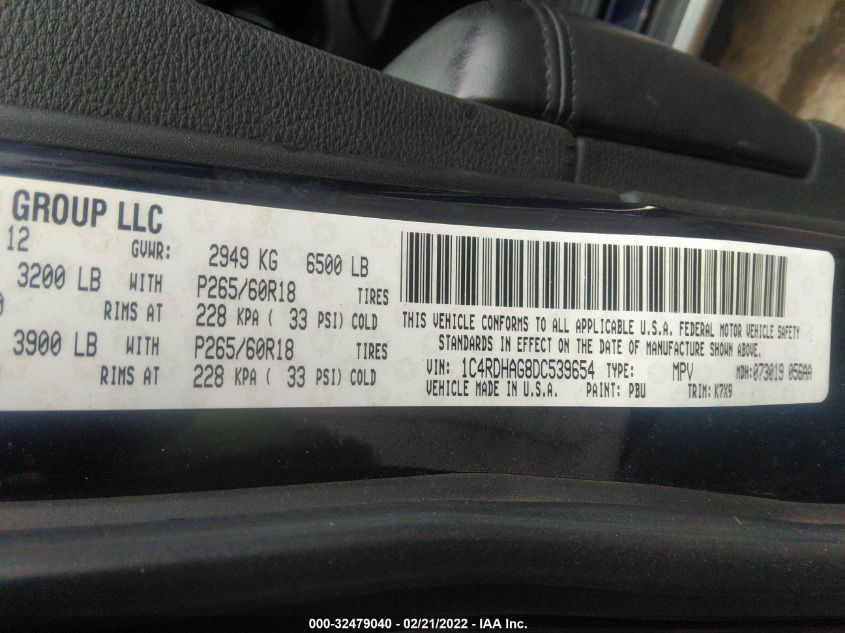 GROUP LLC
12 GVWR: 2949 KG 6500 LB
3200 LB WITH P265/60R18 TIRES
RIMS AT 228 KPA ( 33 PSI) COLD
3900 LB WITH P265/60R18 TIRES
RIMS AT 228 KPA ( 33 PSI) COLD
THIS VEHICLE CONFORMS TO ALL APPLICABLE U.S.A. FEDERAL MOTOR VEHICLE SAFETY
STANDARDS IN EFFECT ON THE DATE OF MANUFACTURE SHOWN ABOVE.
VIN: 1C4RDHAG8DC539654 TYPE: MPV MDH:073019 056AA
VEHICLE MADE IN U.S.A. PAINT: PBU TRIM: K7X9
000-32479040 - 02/21/2022 - IAA Inc.